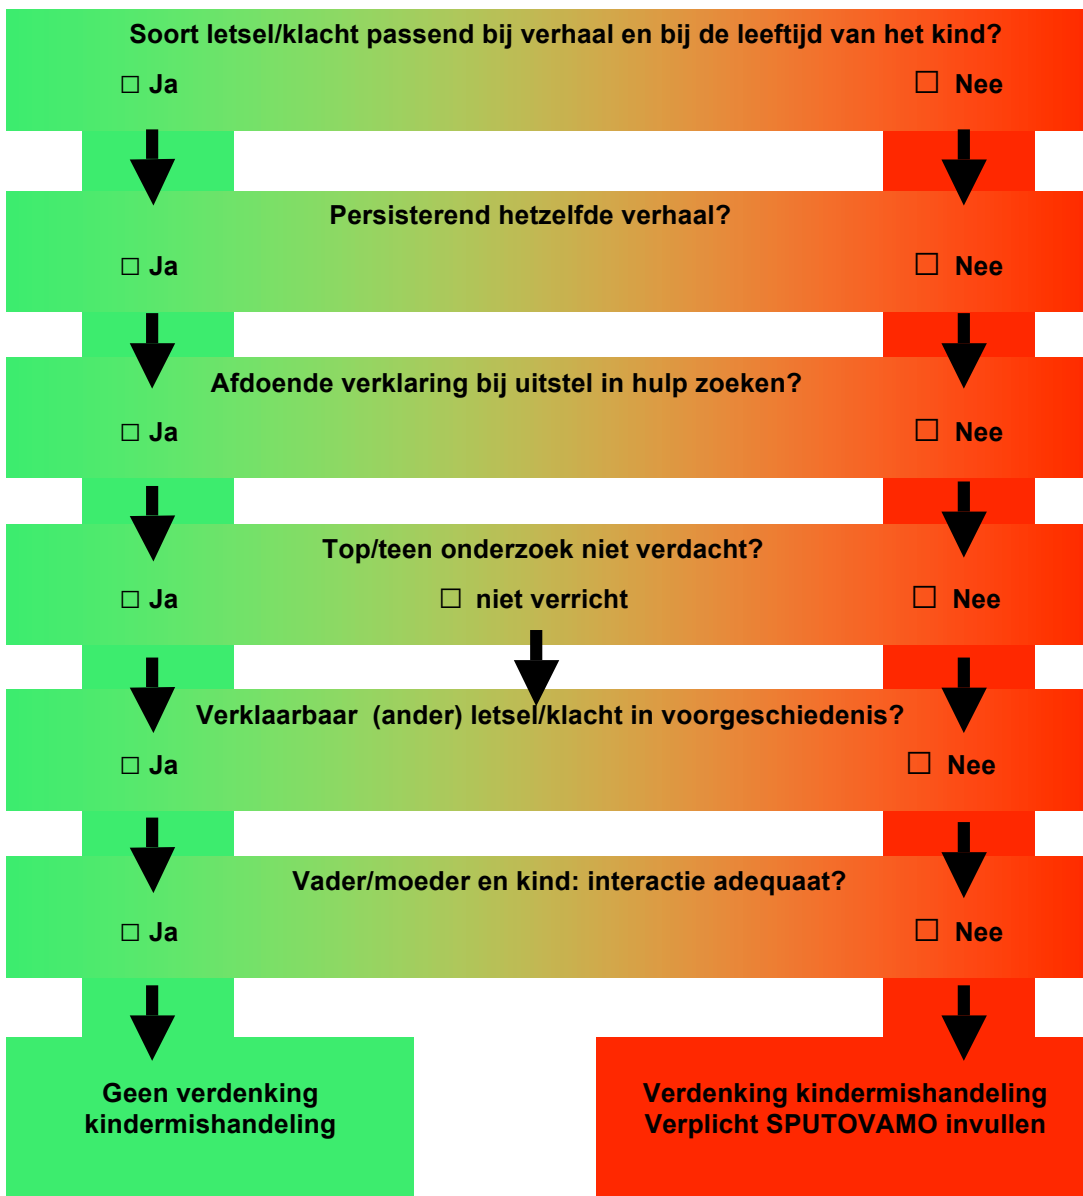 Soort letsel/klacht passend bij verhaal en bij de leeftijd van het kind?
□ Ja □ Nee
Persisterend hetzelfde verhaal?
□ Ja □ Nee
Afdoende verklaring bij uitstel in hulp zoeken?
□ Ja □ Nee
Top/teen onderzoek niet verdacht?
□ Ja □ niet verricht □ Nee
Verklaarbaar (ander) letsel/klacht in voorgeschiedenis?
□ Ja □ Nee
Vader/moeder en kind: interactie adequaat?
□ Ja □ Nee
Geen verdenking
kindermishandeling
Verdenking kindermishandeling
Verplicht SPUTOVAMO invullen